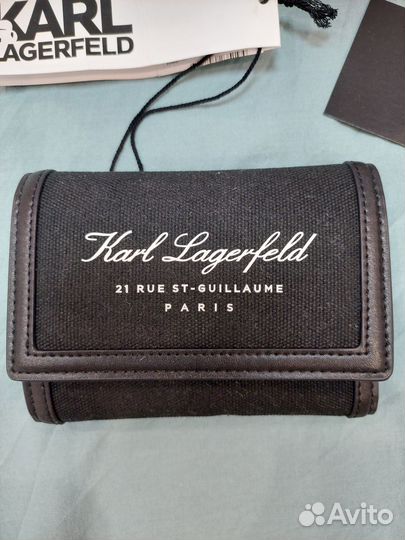 KARL
LAGERFELD
Karl Lagerfeld
21 RUE ST-GUILLAUME
PARIS
Avito